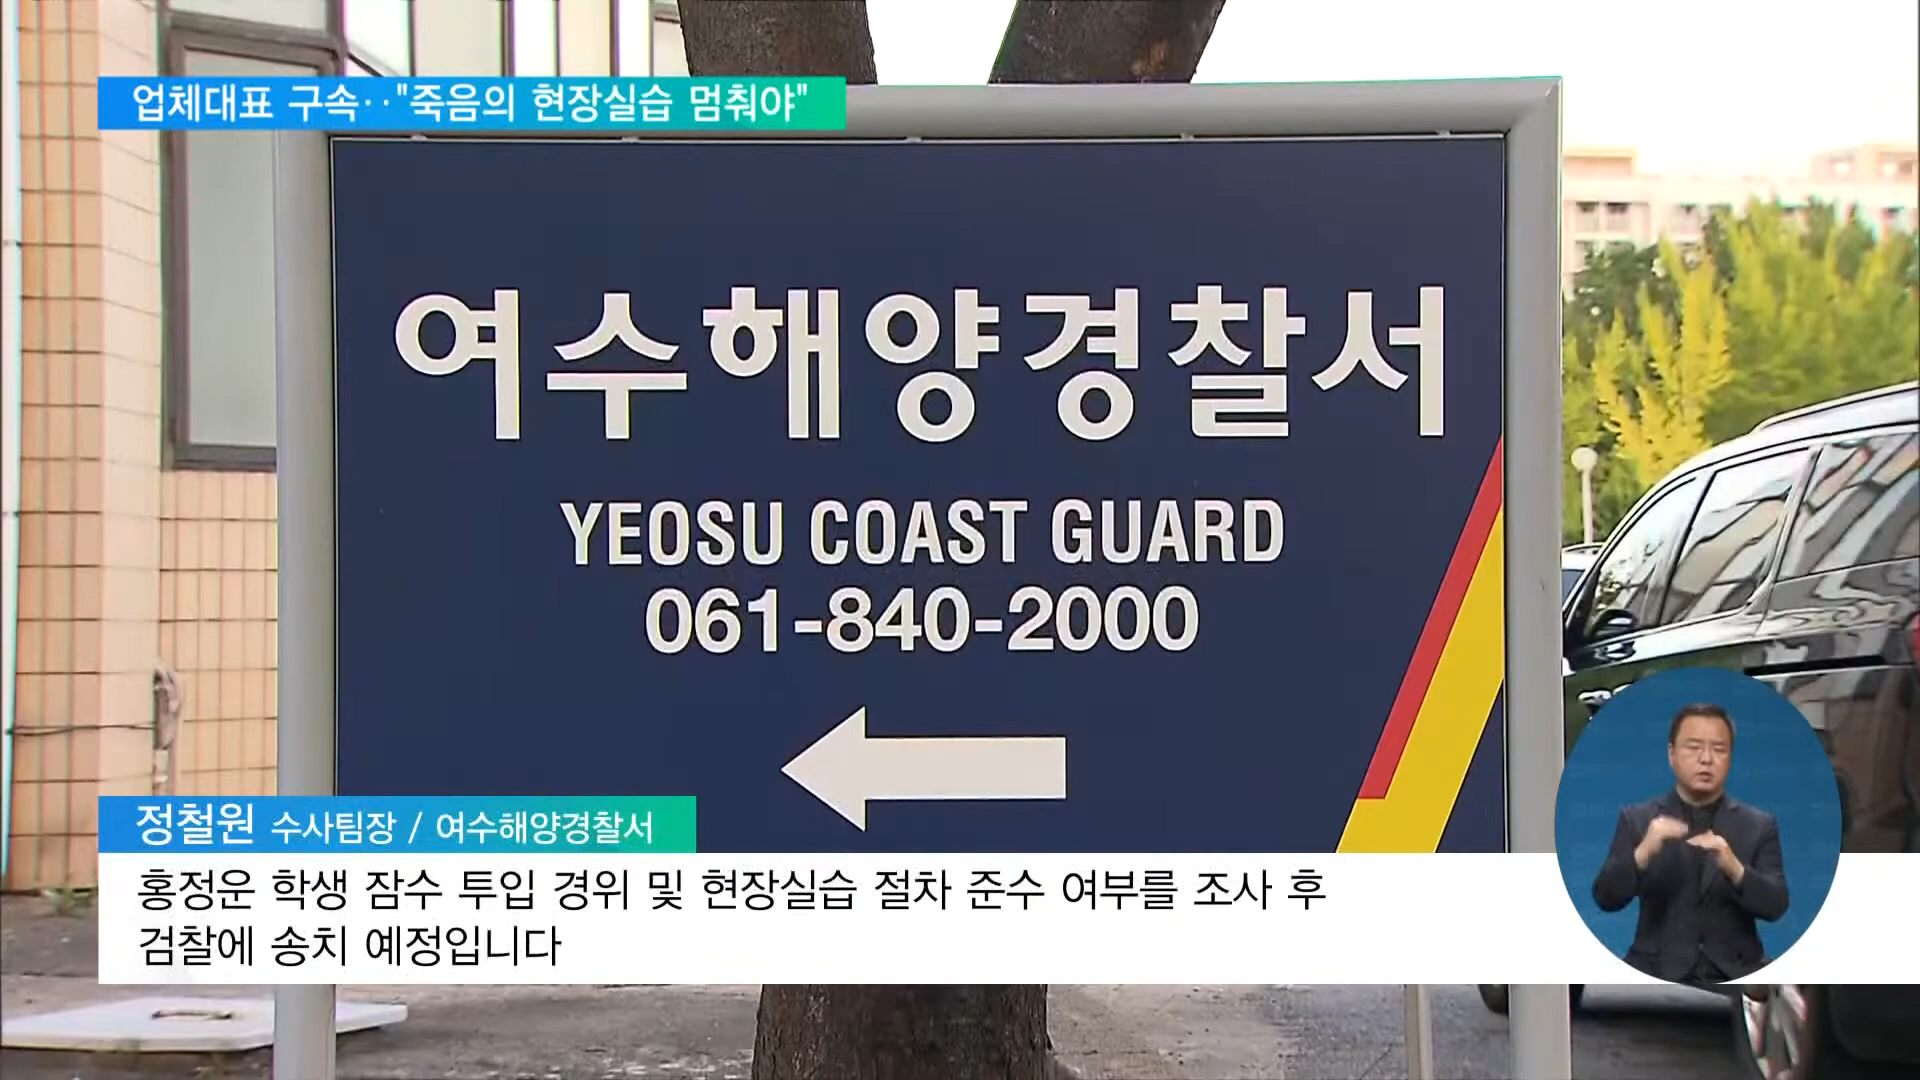 업체대표 구속··"죽음의 현장실습 멈춰야"
여수해양경찰서
YEOSU COAST GUARD
061-840-2000
정철원 수사팀장 / 여수해양경찰서
홍정운 학생 잠수 투입 경위 및 현장실습 절차 준수 여부를 조사 후
검찰에 송치 예정입니다